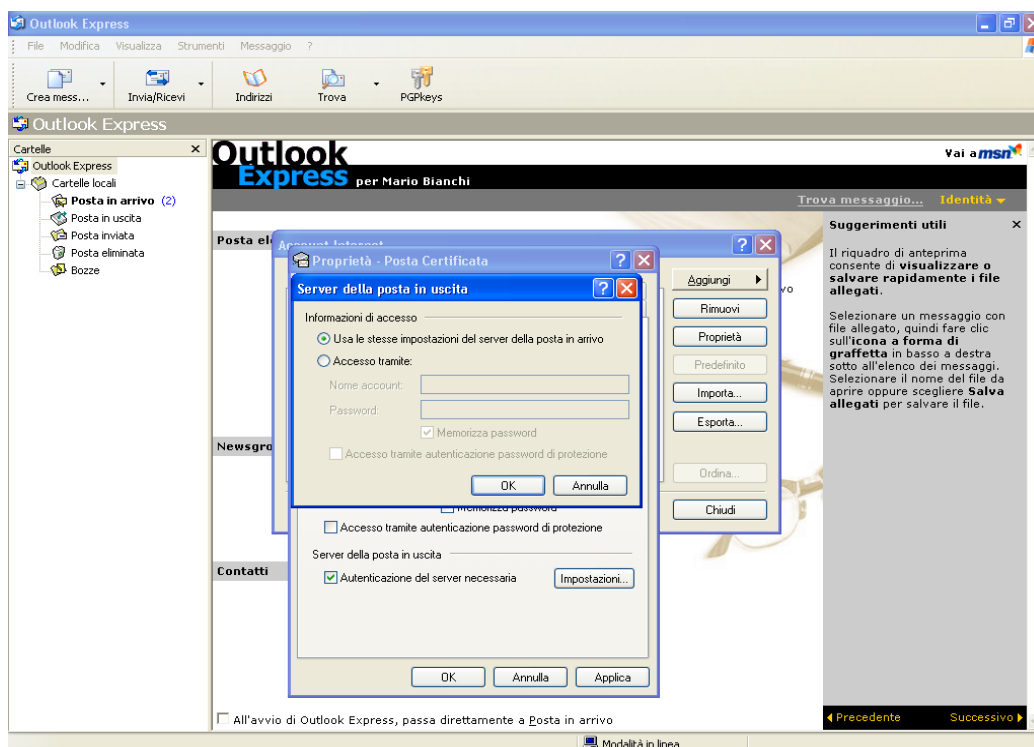 Outlook Express
File Modifica Visualizza Strumenti Messaggio ?
Crea mess... Invia/Ricevi Indirizzi Trova PGPkeys
Outlook Express
Cartelle
Outlook Express
Cartelle locali
Posta in arrivo (2)
Posta in uscita
Posta inviata
Posta eliminata
Bozze
Outlook
Express per Mario Bianchi
Vai a msn
Trova messaggio... Identità
Posta el
Newsgro
Contatti
Account Internet
Aggiungi
Rimuovi
Proprietà
Predefinito
Importa...
Esporta...
Ordina...
Chiudi
vo
Proprietà - Posta Certificata
Server della posta in uscita
Informazioni di accesso
Usa le stesse impostazioni del server della posta in arrivo
Accesso tramite:
Nome account:
Password:
Memorizza password
Accesso tramite autenticazione password di protezione
OK Annulla
Memorizza password
Accesso tramite autenticazione password di protezione
Server della posta in uscita
Autenticazione del server necessaria Impostazioni...
OK Annulla Applica
All'avvio di Outlook Express, passa direttamente a Posta in arrivo
Suggerimenti utili
Il riquadro di anteprima
consente di visualizzare o
salvare rapidamente i file
allegati.
Selezionare un messaggio con
file allegato, quindi fare clic
sull'icona a forma di
graffetta in basso a destra
sotto all'elenco dei messaggi.
Selezionare il nome del file da
aprire oppure scegliere Salva
allegati per salvare il file.
Precedente Successivo
Modalità in linea